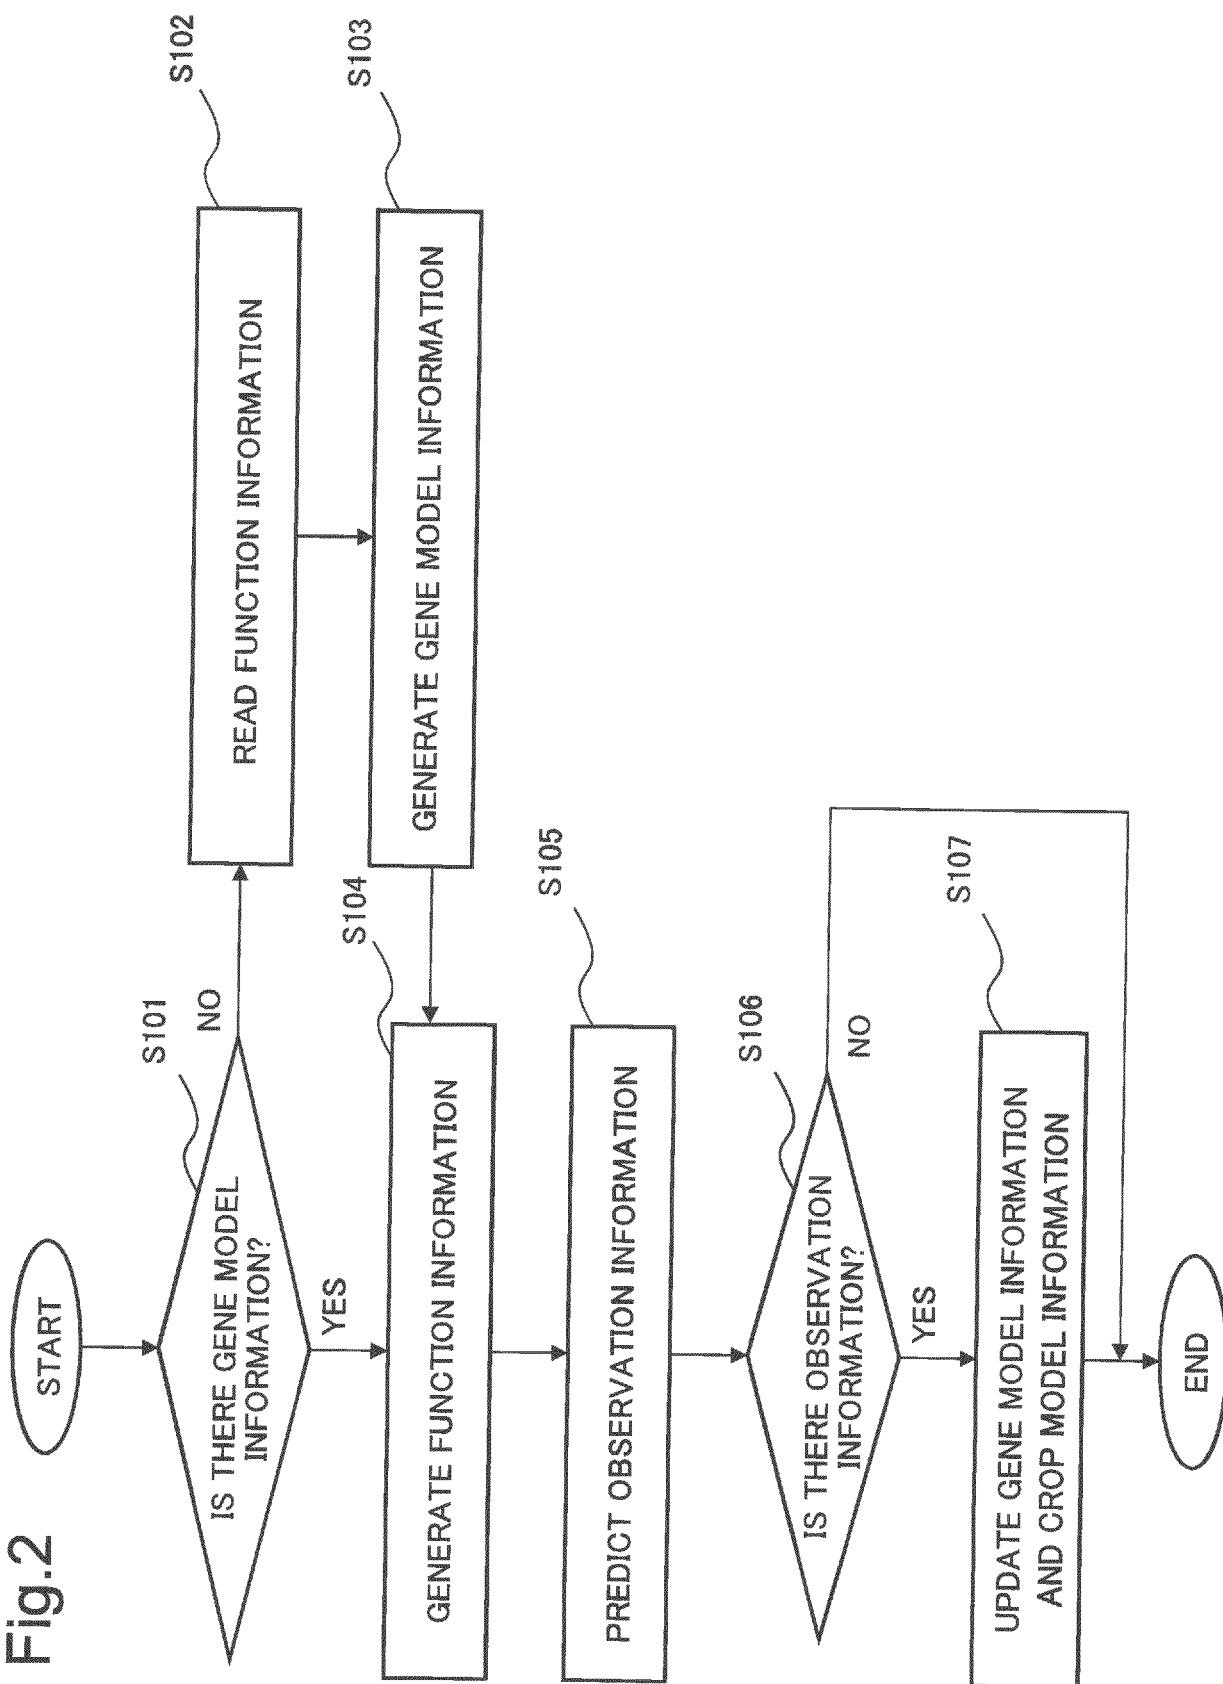 Fig.2
START
S101
IS THERE GENE MODEL
INFORMATION?
NO
YES
S102
READ FUNCTION INFORMATION
S103
GENERATE GENE MODEL INFORMATION
S104
GENERATE FUNCTION INFORMATION
S105
PREDICT OBSERVATION INFORMATION
S106
IS THERE OBSERVATION
INFORMATION?
NO
YES
S107
UPDATE GENE MODEL INFORMATION
AND CROP MODEL INFORMATION
END